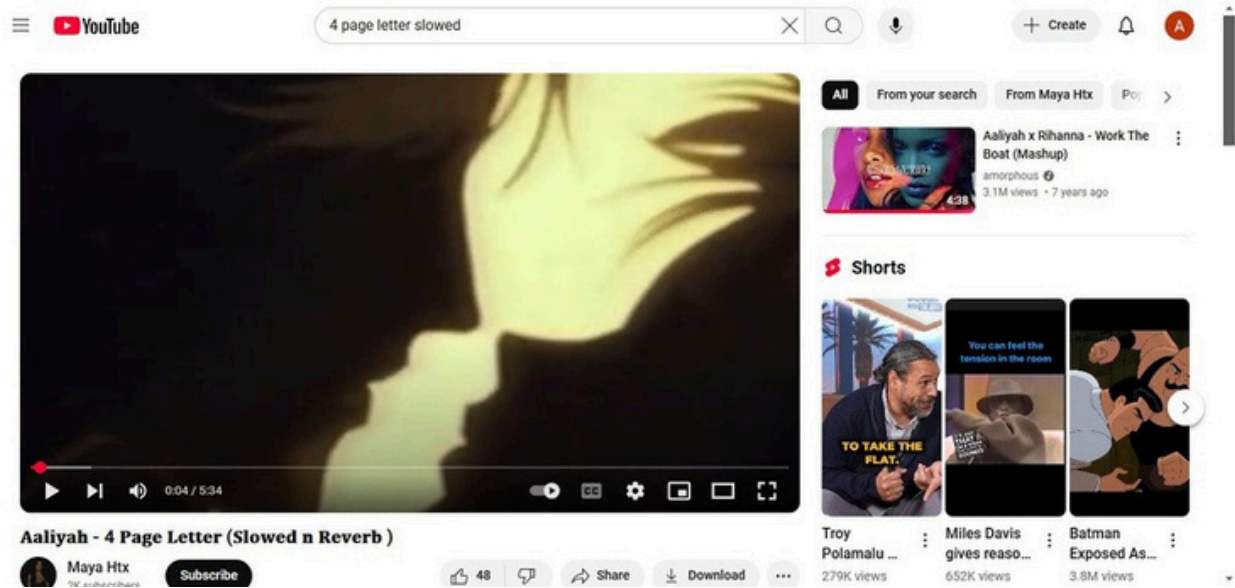 YouTube
4 page letter slowed
Create
A
All
From your search
From Maya Htx
Aaliyah x Rihanna - Work The
Boat (Mashup)
amorphous
3.1M views • 7 years ago
4:38
Shorts
TO TAKE THE
FLAT.
You can feel the
tension in the room
0:04 / 5:34
CC
Troy
Polamalu ...
279K views
Miles Davis
gives reaso...
652K views
Batman
Exposed As...
3.8M views
Aaliyah - 4 Page Letter (Slowed n Reverb )
Maya Htx
2K subscribers
Subscribe
48
Share
Download